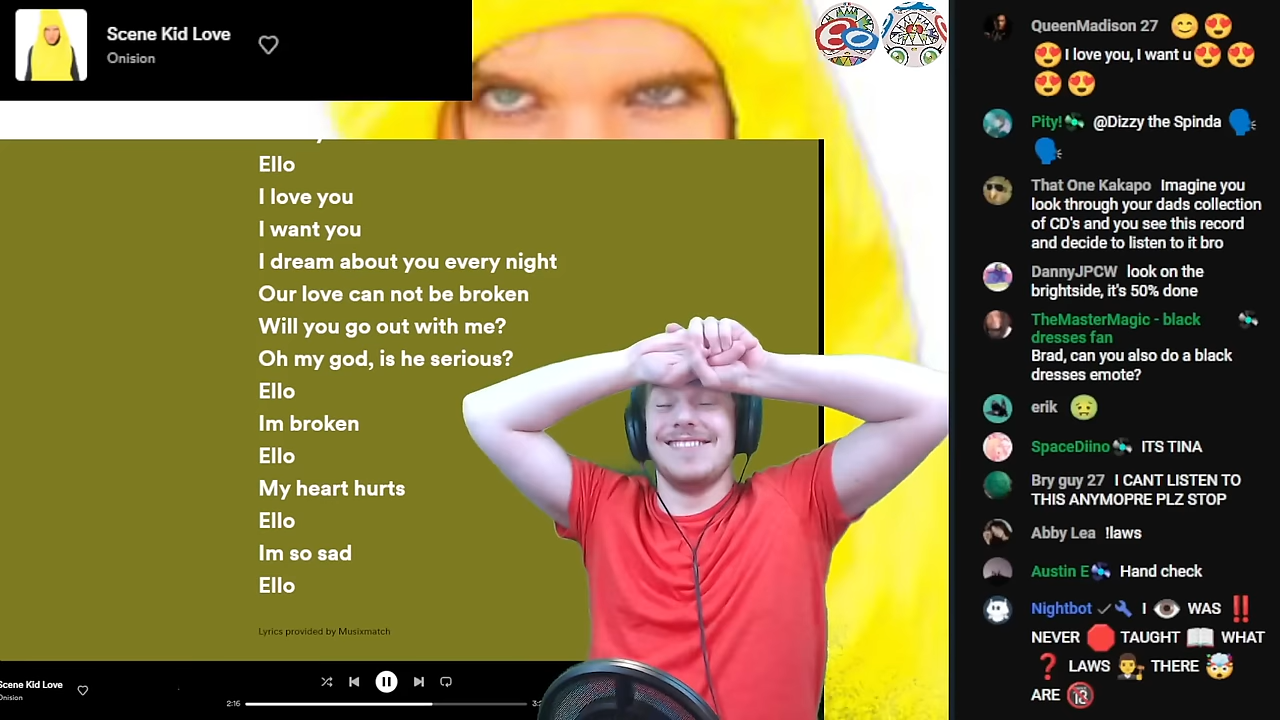 Scene Kid Love
Onision
Ello
I love you
I want you
I dream about you every night
Our love can not be broken
Will you go out with me?
Oh my god, is he serious?
Ello
Im broken
Ello
My heart hurts
Ello
Im so sad
Ello
Lyrics provided by Musixmatch
Scene Kid Love
Onision
2:16
QueenMadison 27 😊 😍
😍 I love you, I want u 😍 😍
😍 😍
Pity! @Dizzy the Spinda 🗣️
🗣️
That One Kakapo Imagine you
look through your dads collection
of CD's and you see this record
and decide to listen to it bro
DannyJPCW look on the
brightside, it's 50% done
TheMasterMagic - black
dresses fan
Brad, can you also do a black
dresses emote?
erik 🤢
SpaceDiino ITS TINA
Bry guy 27 I CANT LISTEN TO
THIS ANYMOPRE PLZ STOP
Abby Lea !laws
Austin E Hand check
Nightbot I 👁️ WAS ‼️
NEVER 🛑 TAUGHT 📖 WHAT
❓ LAWS 👨‍⚖️ THERE 🤯
ARE 🔞